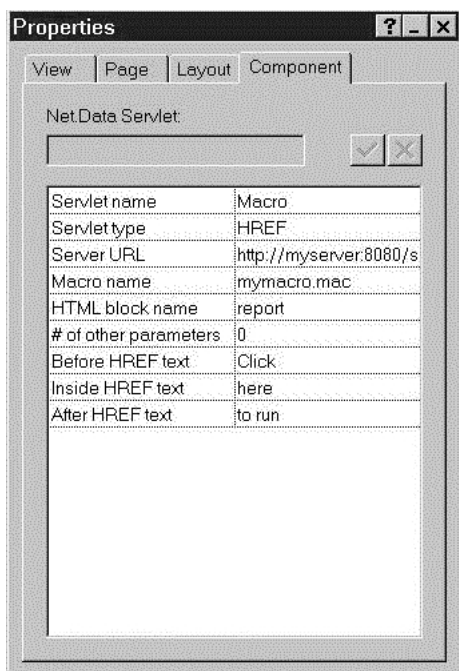 Properties
View Page Layout Component
Net.Data Servlet:
Servlet name Macro
Servlet type HREF
Server URL http://myserver:8080/s
Macro name mymacro.mac
HTML block name report
# of other parameters 0
Before HREF text Click
Inside HREF text here
After HREF text to run